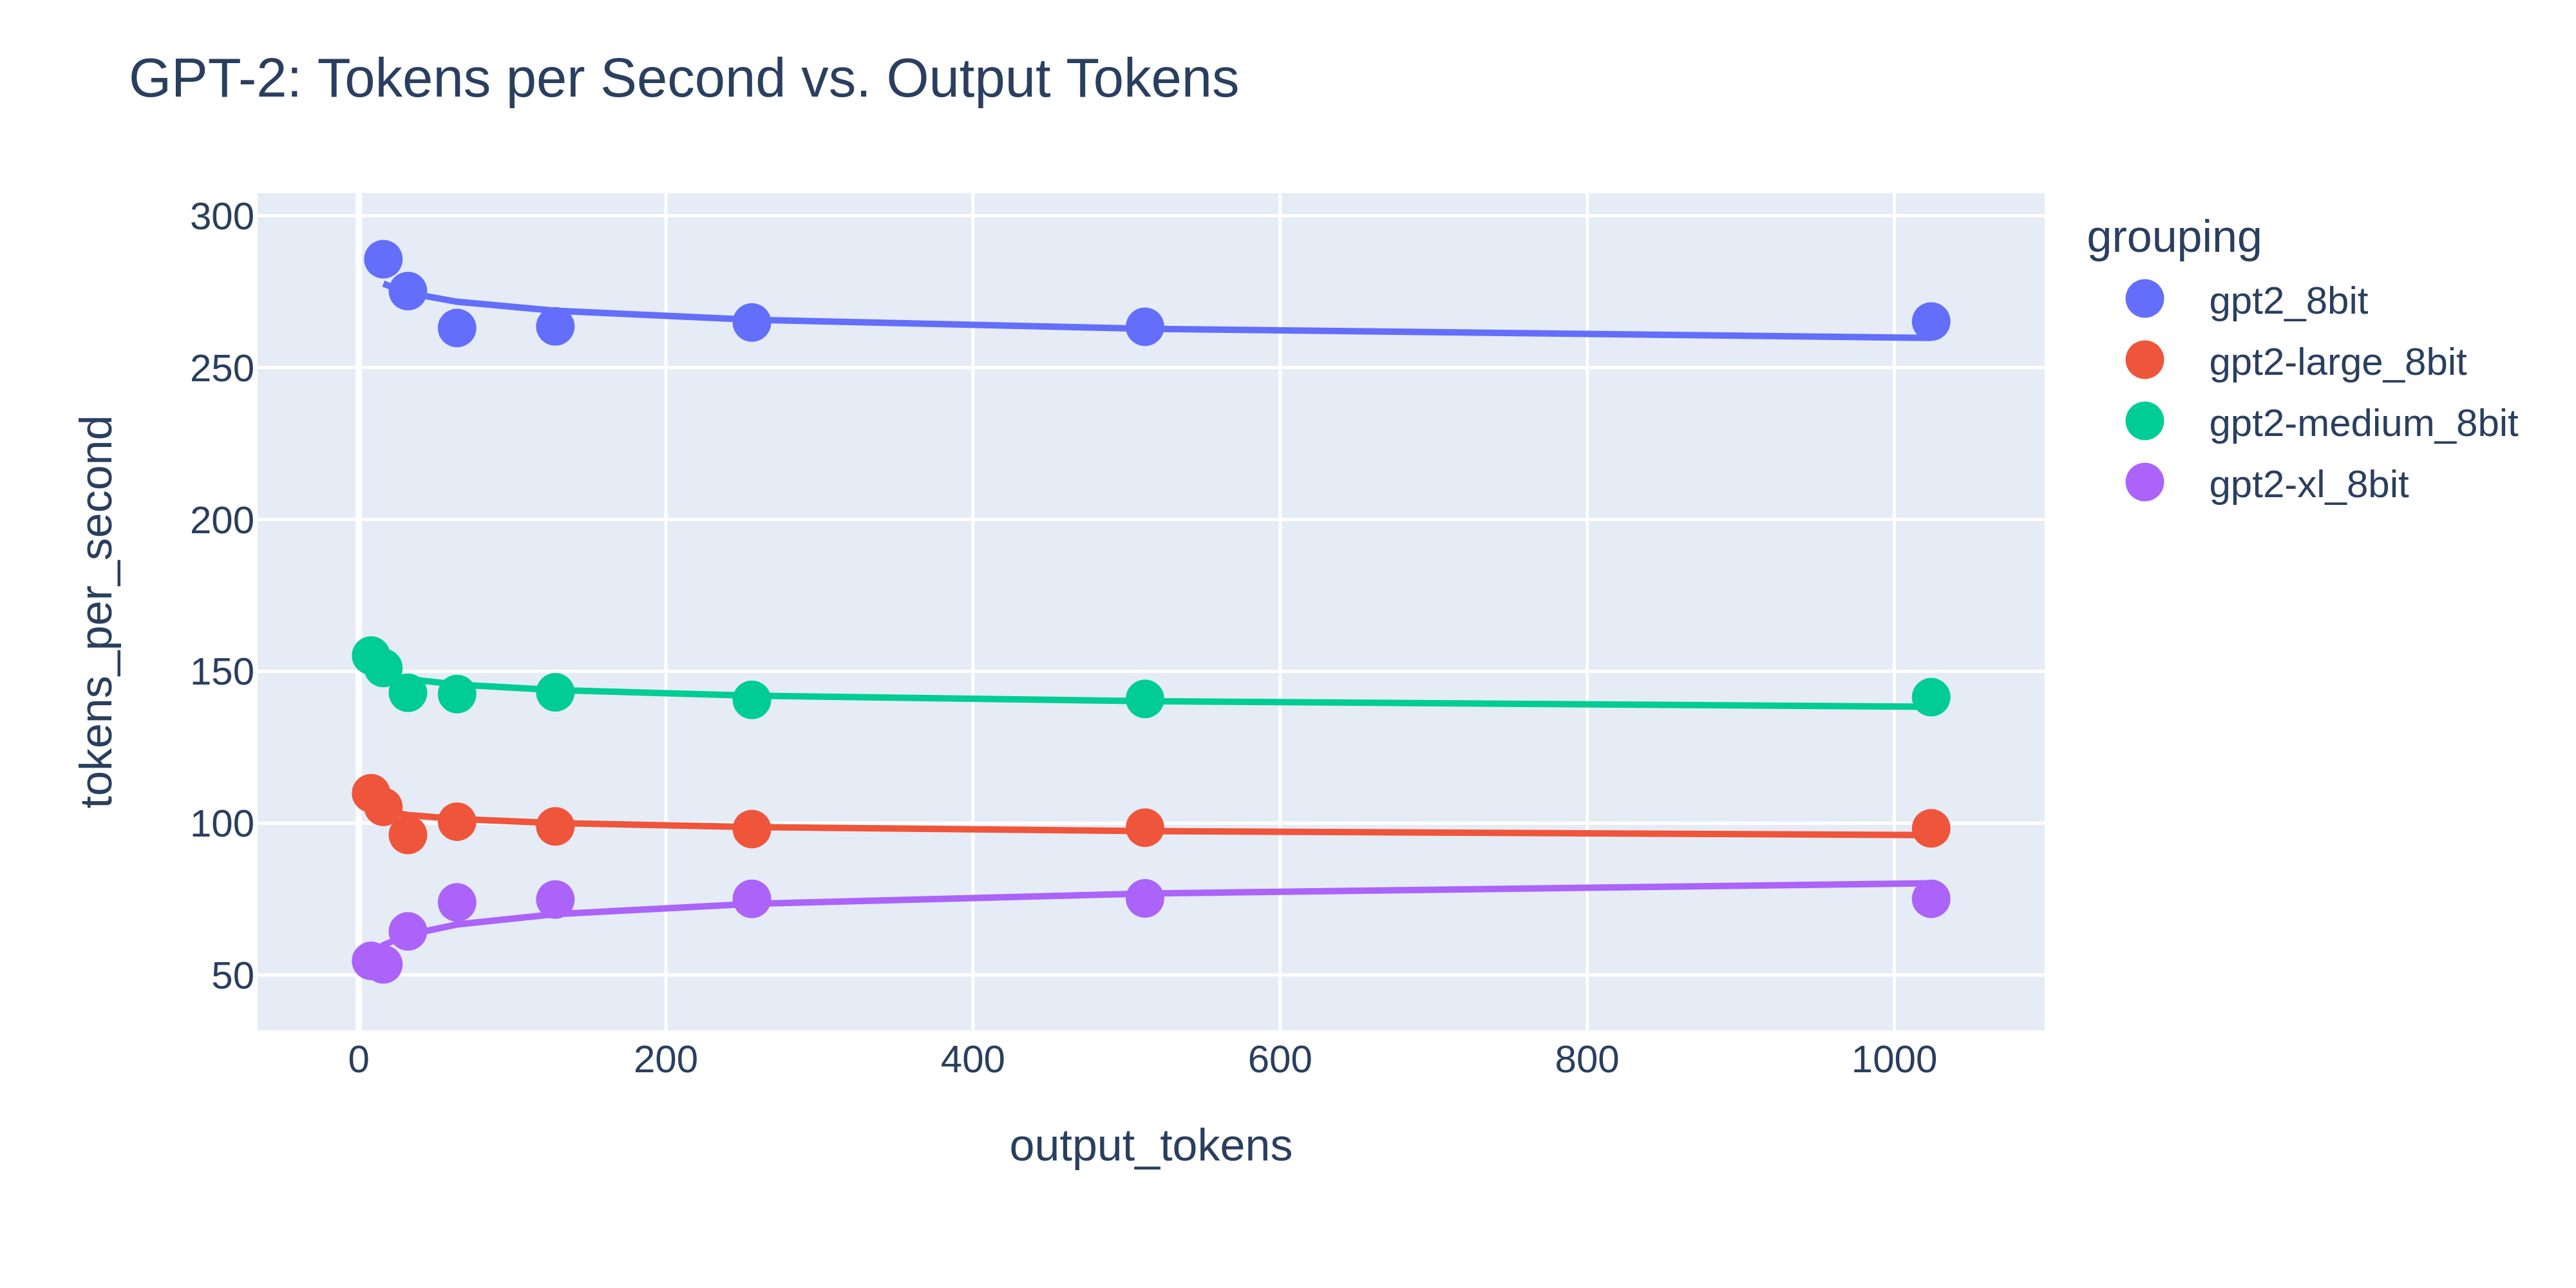 GPT-2: Tokens per Second vs. Output Tokens
tokens_per_second
300
250
200
150
100
50
0
200
400
600
800
1000
output_tokens
grouping
gpt2_8bit
gpt2-large_8bit
gpt2-medium_8bit
gpt2-xl_8bit